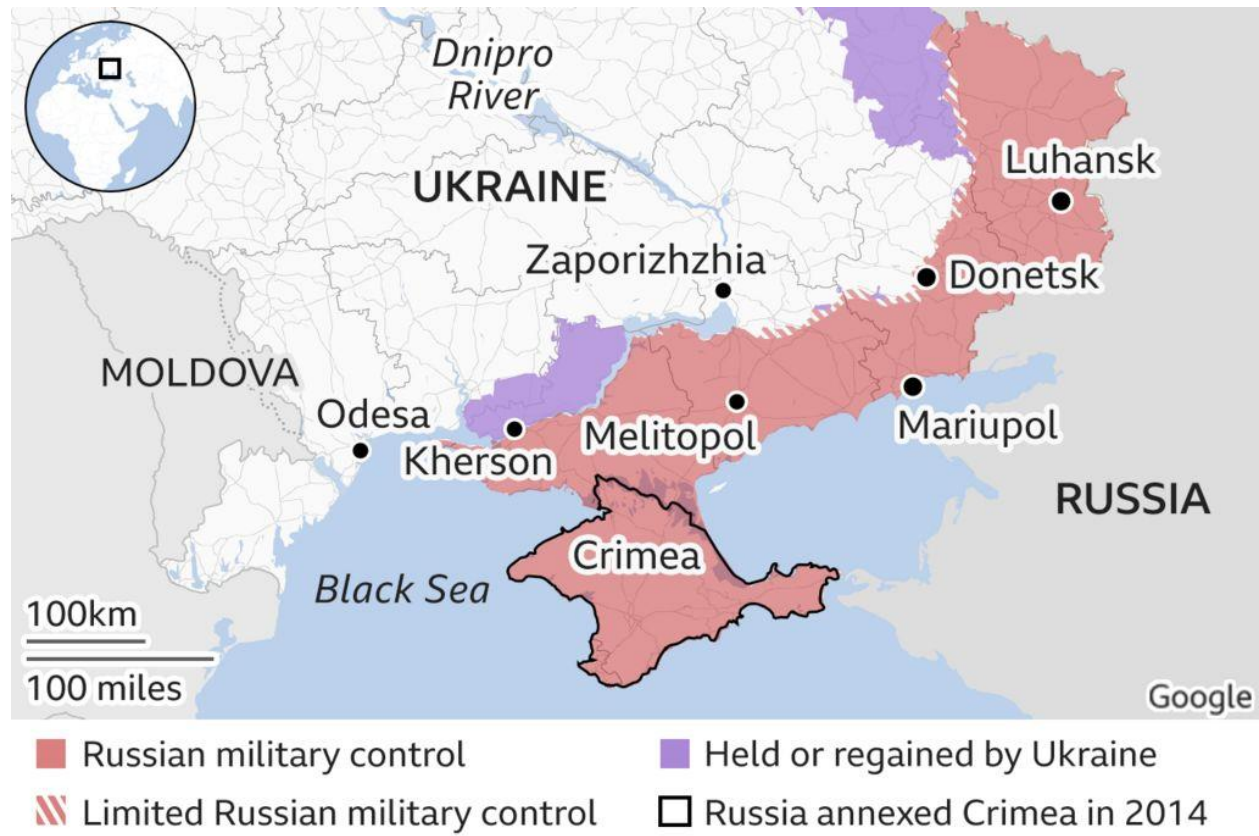 Dnipro
River
UKRAINE
Luhansk
Zaporizhzhia
Donetsk
MOLDOVA
Odesa
Kherson
Melitopol
Mariupol
RUSSIA
Crimea
Black Sea
100km
100 miles
Google
Russian military control
Held or regained by Ukraine
Limited Russian military control
Russia annexed Crimea in 2014